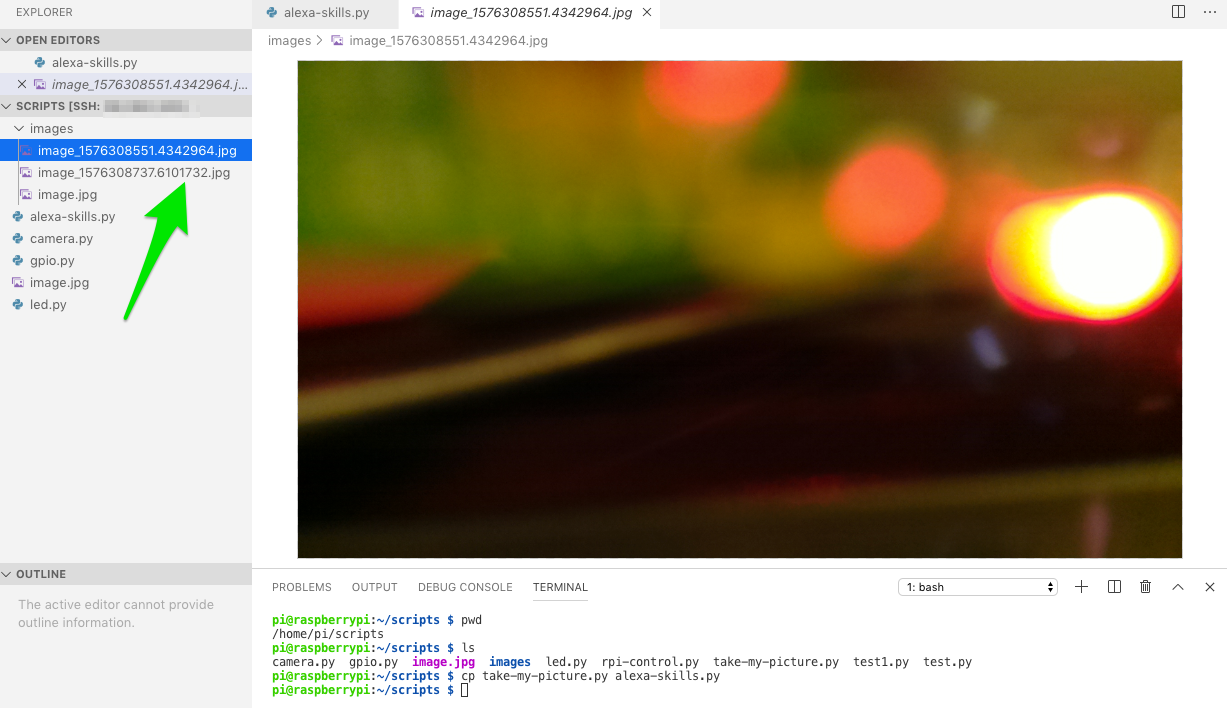 EXPLORER
OPEN EDITORS
alexa-skills.py
image_1576308551.4342964.j...
SCRIPTS [SSH:
images
image_1576308551.4342964.jpg
image_1576308737.6101732.jpg
image.jpg
alexa-skills.py
camera.py
gpio.py
image.jpg
led.py
OUTLINE
The active editor cannot provide
outline information.
alexa-skills.py
image_1576308551.4342964.jpg
images
image_1576308551.4342964.jpg
PROBLEMS
OUTPUT
DEBUG CONSOLE
TERMINAL
1: bash
pi@raspberrypi:~/scripts $ pwd
/home/pi/scripts
pi@raspberrypi:~/scripts $ ls
camera.py gpio.py image.jpg images led.py rpi-control.py take-my-picture.py test1.py test.py
pi@raspberrypi:~/scripts $ cp take-my-picture.py alexa-skills.py
pi@raspberrypi:~/scripts $